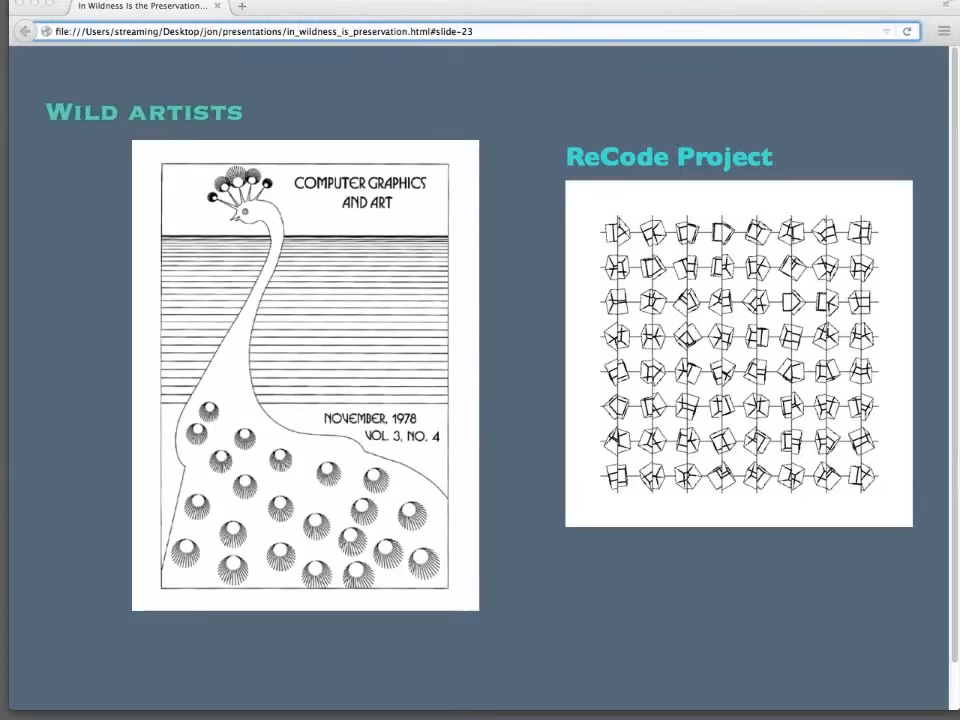 In Wildness Is the Preservation...
file:///Users/streaming/Desktop/jon/presentations/in_wildness_is_preservation.html#slide-23
Wild artists
COMPUTER GRAPHICS
AND ART
NOVEMBER, 1978
VOL. 3, NO. 4
ReCode Project